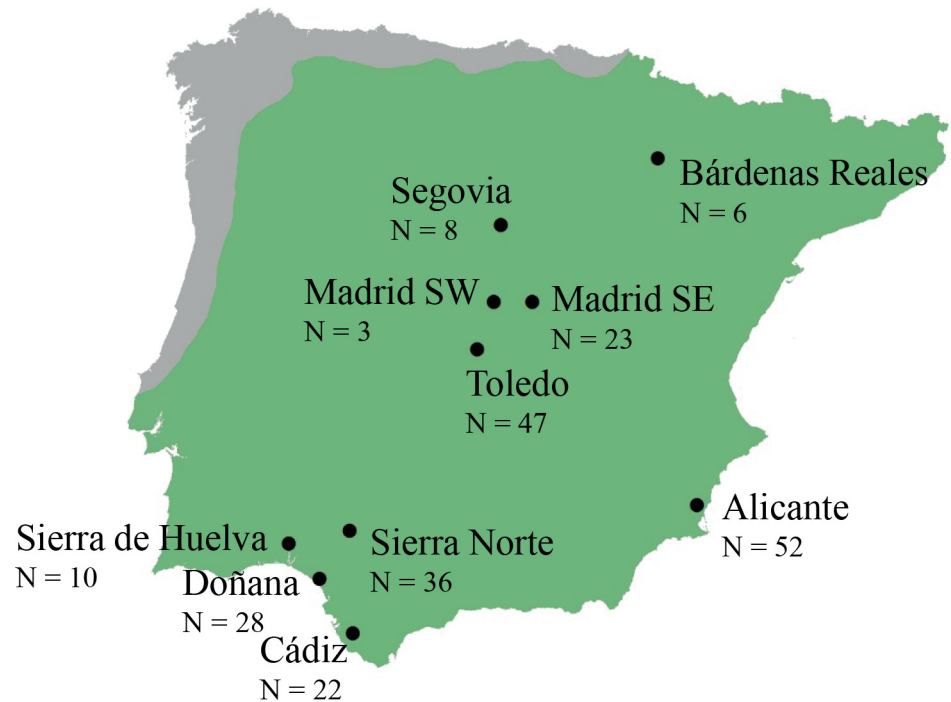 Bárdenas Reales
N = 6
Segovia
N = 8
Madrid SW
N = 3
Madrid SE
N = 23
Toledo
N = 47
Alicante
N = 52
Sierra de Huelva
N = 10
Sierra Norte
N = 36
Doñana
N = 28
Cádiz
N = 22